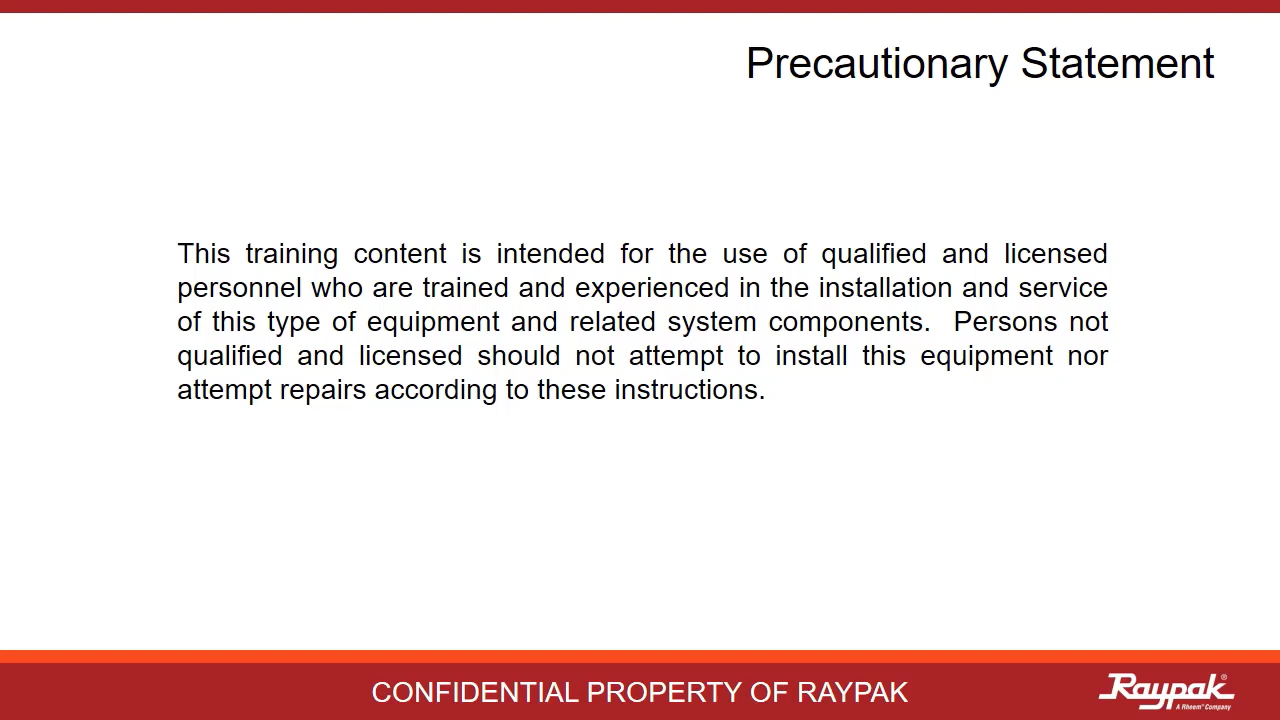 Precautionary Statement
This training content is intended for the use of qualified and licensed
personnel who are trained and experienced in the installation and service
of this type of equipment and related system components.  Persons not
qualified and licensed should not attempt to install this equipment nor
attempt repairs according to these instructions.
CONFIDENTIAL PROPERTY OF RAYPAK
Raypak®
A Rheem® Company